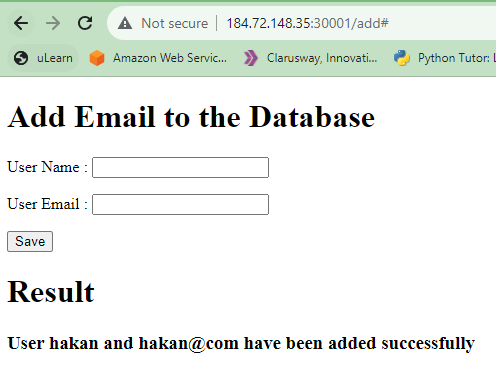 Not secure | 184.72.148.35:30001/add#
uLearn Amazon Web Servic... Clarusway, Innovati... Python Tutor: L
Add Email to the Database
User Name :
User Email :
Save
Result
User hakan and hakan@com have been added successfully